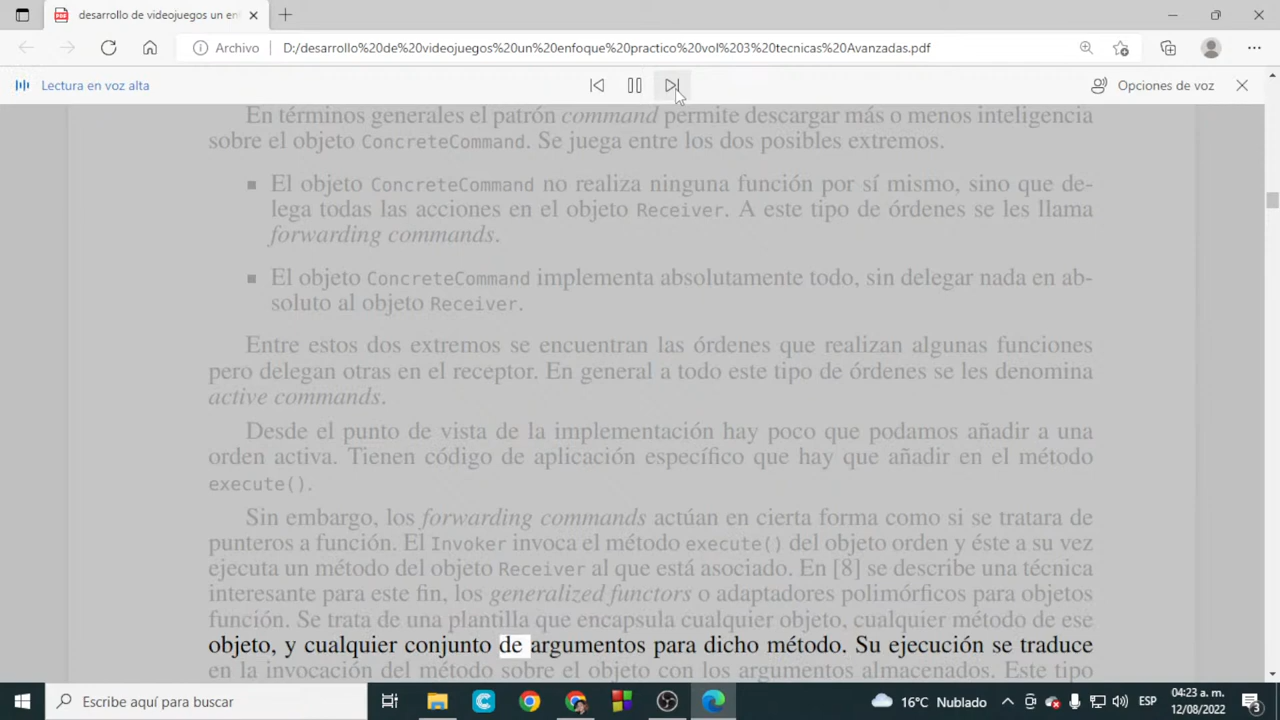 desarrollo de videojuegos un en
Archivo
D:/desarrollo%20de%20videojuegos%20un%20enfoque%20practico%20vol%203%20tecnicas%20Avanzadas.pdf
Lectura en voz alta
Opciones de voz
En términos generales el patrón command permite descargar más o menos inteligencia
sobre el objeto ConcreteCommand. Se juega entre los dos posibles extremos.
El objeto ConcreteCommand no realiza ninguna función por sí mismo, sino que de-
lega todas las acciones en el objeto Receiver. A este tipo de órdenes se les llama
forwarding commands.
El objeto ConcreteCommand implementa absolutamente todo, sin delegar nada en ab-
soluto al objeto Receiver.
Entre estos dos extremos se encuentran las órdenes que realizan algunas funciones
pero delegan otras en el receptor. En general a todo este tipo de órdenes se les denomina
active commands.
Desde el punto de vista de la implementación hay poco que podamos añadir a una
orden activa. Tienen código de aplicación específico que hay que añadir en el método
execute().
Sin embargo, los forwarding commands actúan en cierta forma como si se tratara de
punteros a función. El Invoker invoca el método execute() del objeto orden y éste a su vez
ejecuta un método del objeto Receiver al que está asociado. En [8] se describe una técnica
interesante para este fin, los generalized functors o adaptadores polimórficos para objetos
función. Se trata de una plantilla que encapsula cualquier objeto, cualquier método de ese
objeto, y cualquier conjunto de argumentos para dicho método. Su ejecución se traduce
en la invocación del método sobre el objeto con los argumentos almacenados. Este tipo
Escribe aquí para buscar
16°C Nublado
ESP
04:23 a. m.
12/08/2022
3